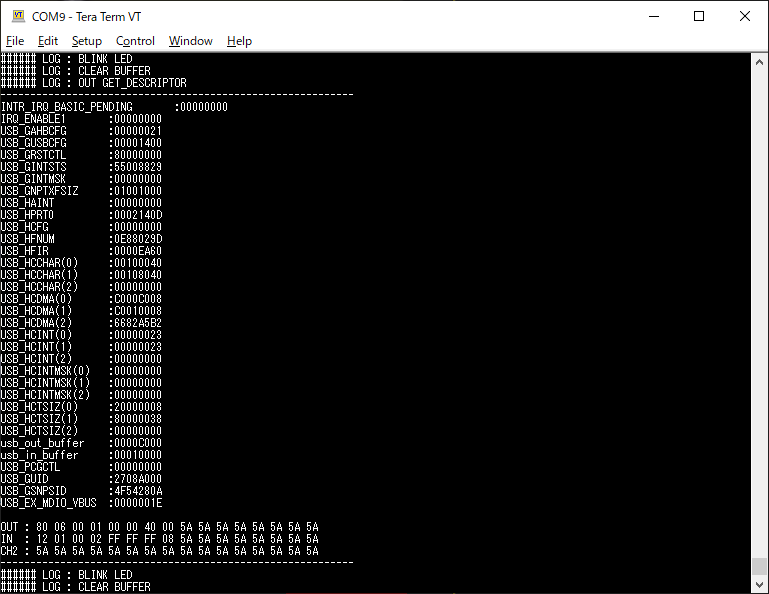 COM9 - Tera Term VT
File Edit Setup Control Window Help
###### LOG : BLINK LED
###### LOG : CLEAR BUFFER
###### LOG : OUT GET_DESCRIPTOR
-----------------------------------------------------------
INTR_IRQ_BASIC_PENDING :00000000
IRQ_ENABLE1 :00000000
USB_GAHBCFG :00000021
USB_GUSBCFG :00001400
USB_GRSTCTL :80000000
USB_GINTSTS :55008829
USB_GINTMSK :00000000
USB_GNPTXFSIZ :01001000
USB_HAINT :00000000
USB_HPRT0 :0002140D
USB_HCFG :00000000
USB_HFNUM :0E88029D
USB_HFIR :0000EA60
USB_HCCHAR(0) :00100040
USB_HCCHAR(1) :00108040
USB_HCCHAR(2) :00000000
USB_HCDMA(0) :C000C008
USB_HCDMA(1) :C0010008
USB_HCDMA(2) :6682A5B2
USB_HCINT(0) :00000023
USB_HCINT(1) :00000023
USB_HCINT(2) :00000000
USB_HCINTMSK(0) :00000000
USB_HCINTMSK(1) :00000000
USB_HCINTMSK(2) :00000000
USB_HCTSIZ(0) :20000008
USB_HCTSIZ(1) :80000038
USB_HCTSIZ(2) :00000000
usb_out_buffer :0000C000
usb_in_buffer :00010000
USB_PCGCTL :00000000
USB_GUID :2708A000
USB_GSNPSID :4F54280A
USB_EX_MDIO_VBUS :0000001E
OUT : 80 06 00 01 00 00 40 00 5A 5A 5A 5A 5A 5A 5A 5A
IN : 12 01 00 02 FF FF FF 08 5A 5A 5A 5A 5A 5A 5A 5A
CH2 : 5A 5A 5A 5A 5A 5A 5A 5A 5A 5A 5A 5A 5A 5A 5A 5A
-----------------------------------------------------------
###### LOG : BLINK LED
###### LOG : CLEAR BUFFER